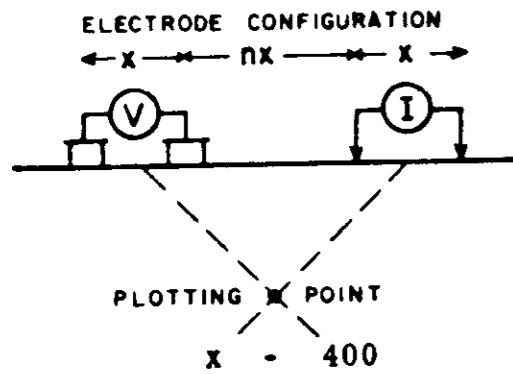 ELECTRODE CONFIGURATION
x nx x
V I
PLOTTING POINT
x - 400